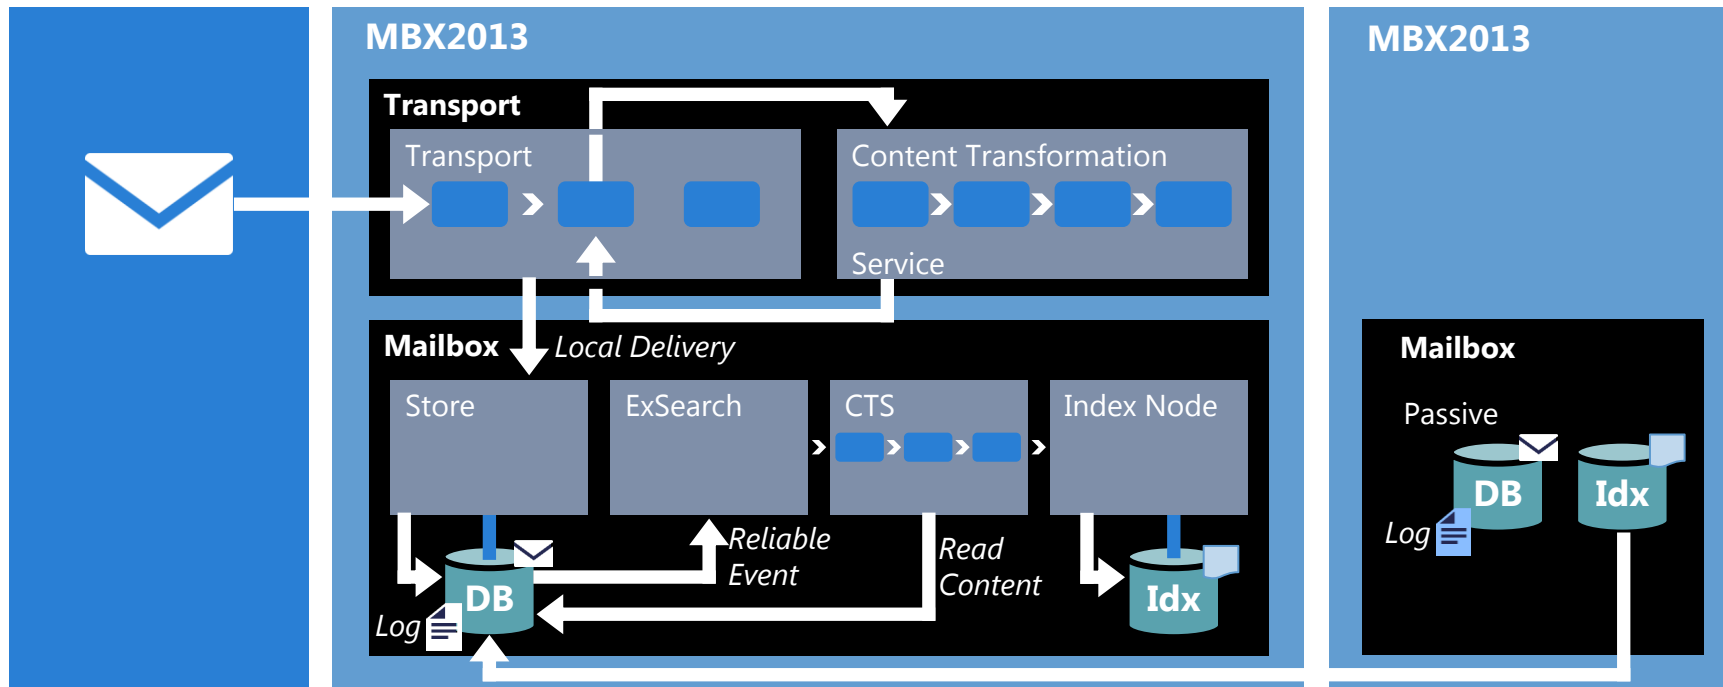 MBX2013
Transport
Transport
Content Transformation
Service
Mailbox
Local Delivery
Store
ExSearch
CTS
Index Node
Reliable
Event
Read
Content
DB
Log
Idx
MBX2013
Mailbox
Passive
DB
Idx
Log